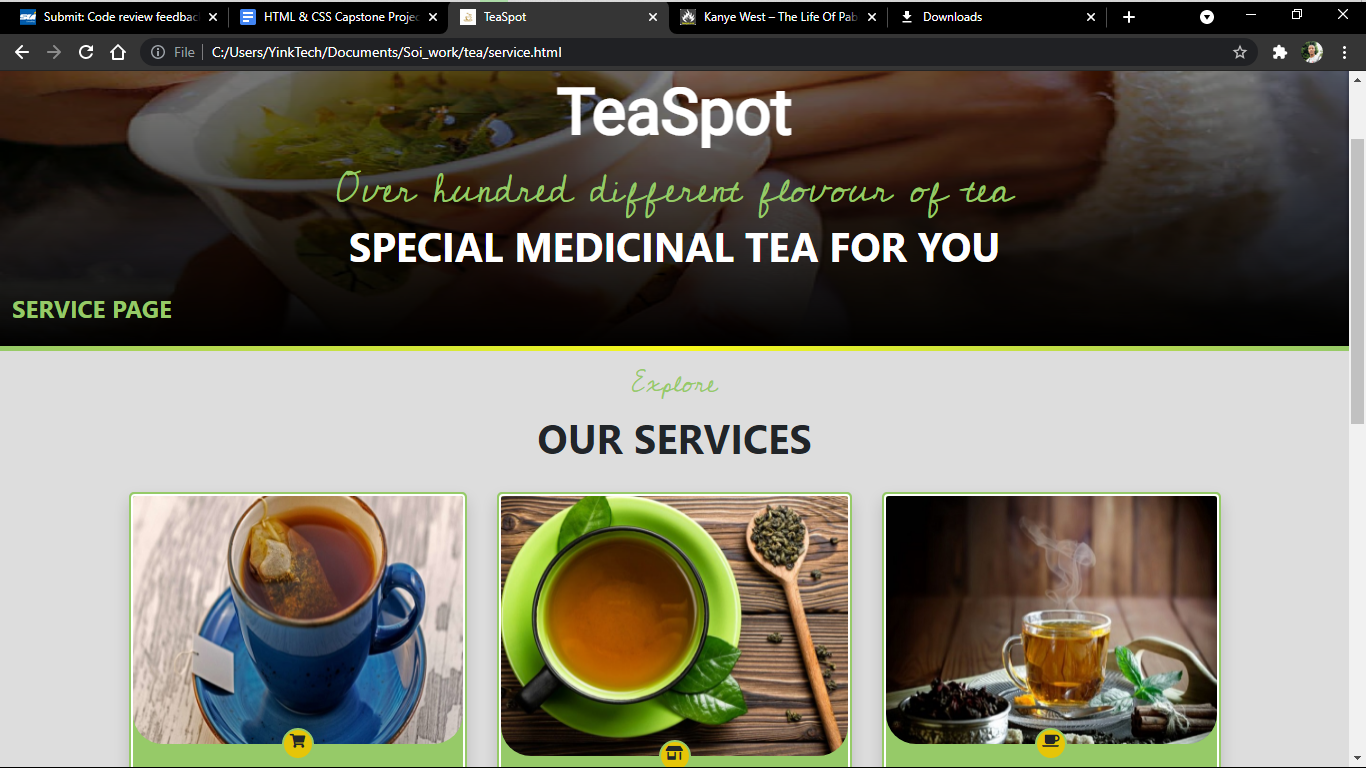 Submit: Code review feedbac
HTML & CSS Capstone Projec
TeaSpot
Kanye West – The Life Of Pab
Downloads
File
C:/Users/YinkTech/Documents/Soi_work/tea/service.html
TeaSpot
Over hundred different flovour of tea
SPECIAL MEDICINAL TEA FOR YOU
SERVICE PAGE
Explore
OUR SERVICES